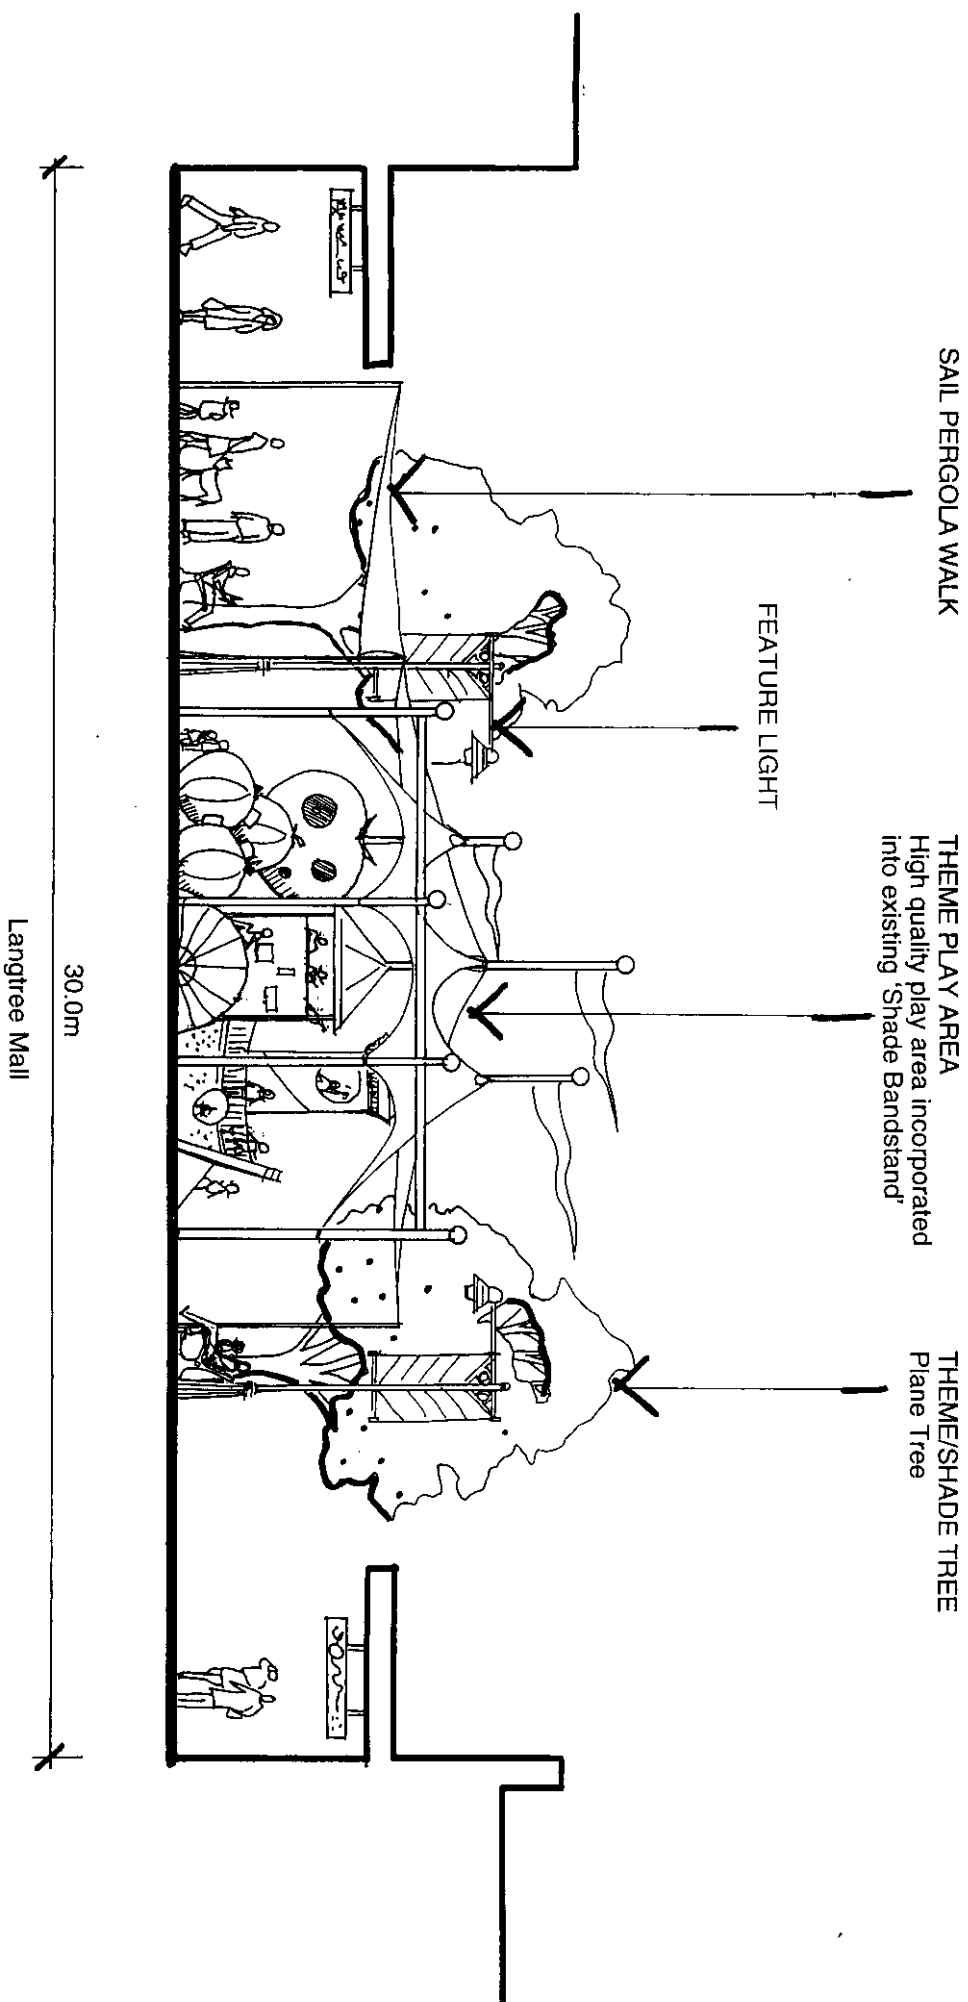 SAIL PERGOLA WALK
FEATURE LIGHT
THEME PLAY AREA
High quality play area incorporated
into existing 'Shade Bandstand'
THEME/SHADE TREE
Plane Tree
30.0m
Langtree Mall